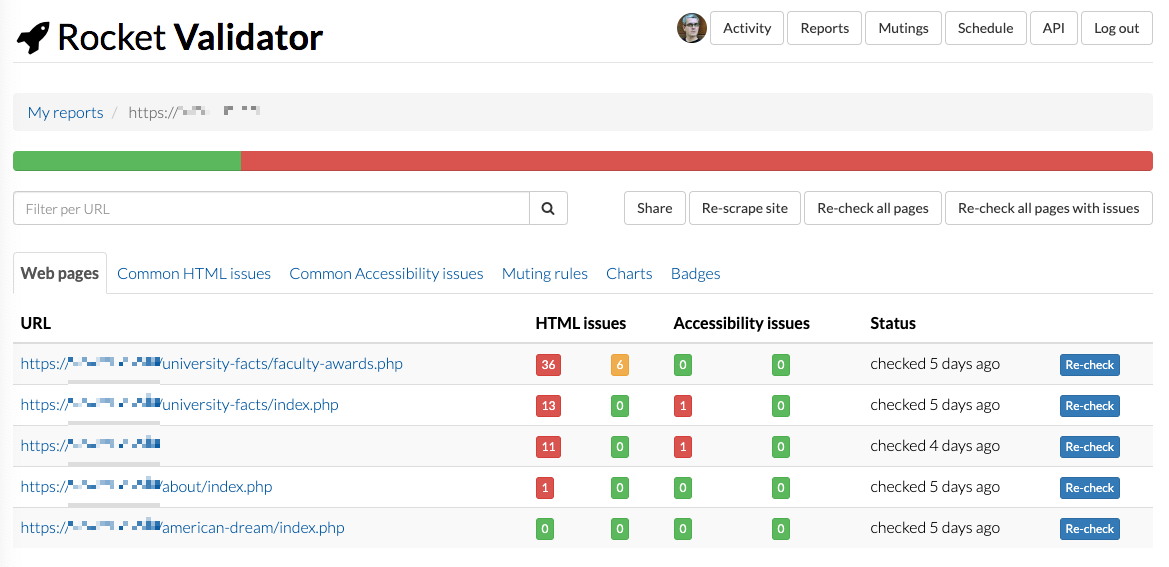 Rocket Validator
Activity Reports Mutings Schedule API Log out
My reports / https://
Filter per URL Share Re-scrape site Re-check all pages Re-check all pages with issues
Web pages Common HTML issues Common Accessibility issues Muting rules Charts Badges
URL HTML issues Accessibility issues Status
https:// /university-facts/faculty-awards.php 36 6 0 0 checked 5 days ago Re-check
https:// /university-facts/index.php 13 0 1 0 checked 5 days ago Re-check
https:// 11 0 1 0 checked 4 days ago Re-check
https:// /about/index.php 1 0 0 0 checked 5 days ago Re-check
https:// /american-dream/index.php 0 0 0 0 checked 5 days ago Re-check